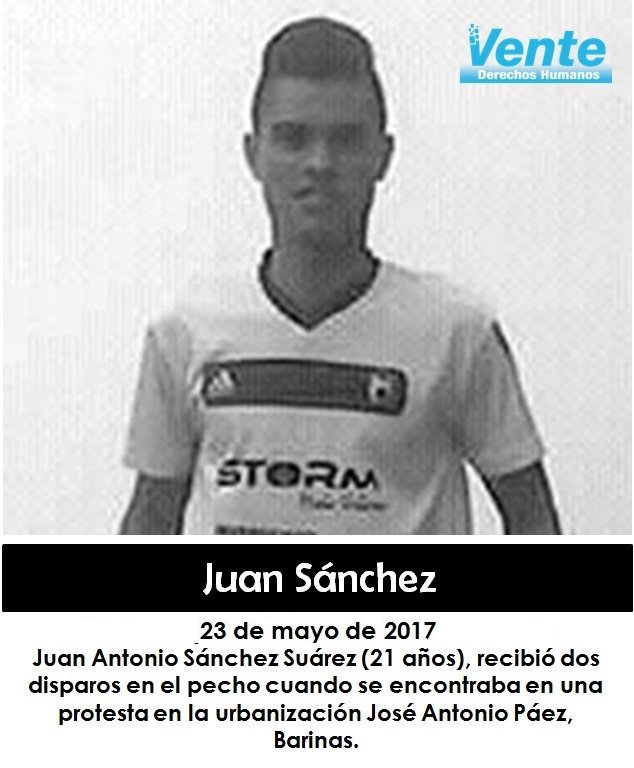 Vente
Derechos Humanos
STORM
Juan Sánchez
23 de mayo de 2017
Juan Antonio Sánchez Suárez (21 años), recibió dos
disparos en el pecho cuando se encontraba en una
protesta en la urbanización José Antonio Páez,
Barinas.